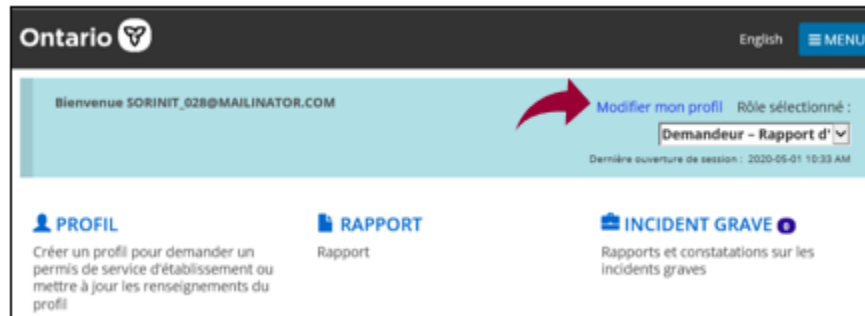 Ontario
English
MENU
Bienvenue SORINIT_028@MAILINATOR.COM
Modifier mon profil Rôle sélectionné :
Demandeur – Rapport d'
Dernière ouverture de session : 2020-05-01 10:33 AM
PROFIL
Créer un profil pour demander un
permis de service d'établissement ou
mettre à jour les renseignements du
profil
RAPPORT
Rapport
INCIDENT GRAVE 0
Rapports et constatations sur les
incidents graves